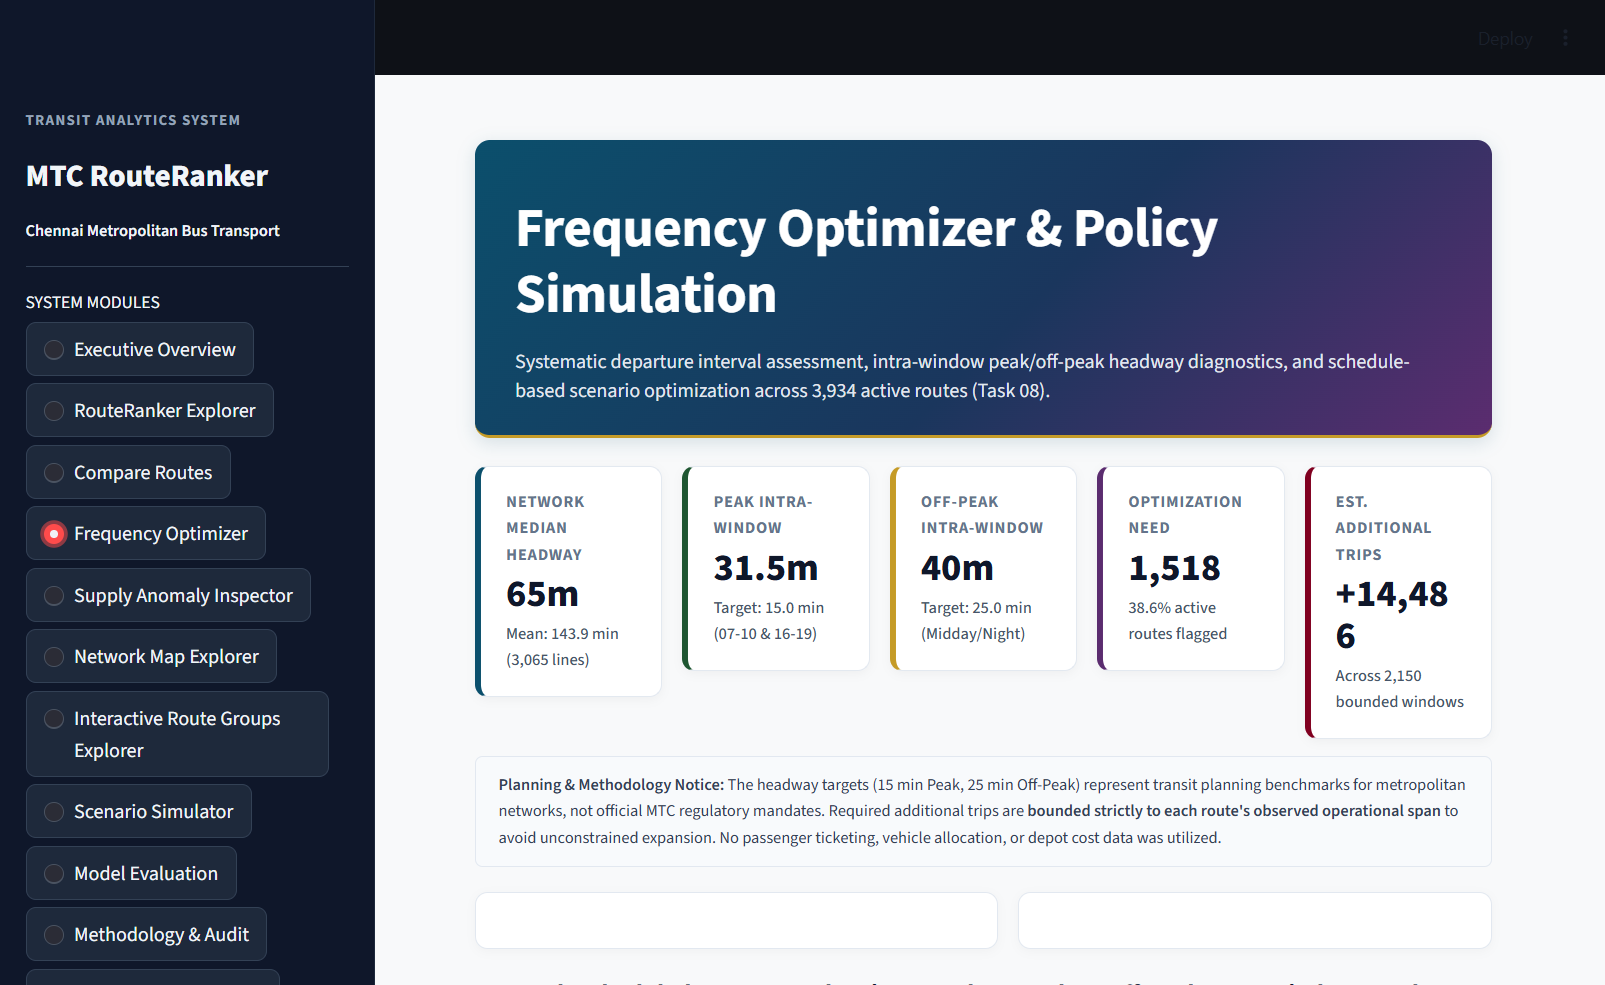 Deploy
TRANSIT ANALYTICS SYSTEM
MTC RouteRanker
Chennai Metropolitan Bus Transport
SYSTEM MODULES
Executive Overview
RouteRanker Explorer
Compare Routes
Frequency Optimizer
Supply Anomaly Inspector
Network Map Explorer
Interactive Route Groups
Explorer
Scenario Simulator
Model Evaluation
Methodology & Audit
Frequency Optimizer & Policy
Simulation
Systematic departure interval assessment, intra-window peak/off-peak headway diagnostics, and schedule-
based scenario optimization across 3,934 active routes (Task 08).
NETWORK
MEDIAN
HEADWAY
65m
Mean: 143.9 min
(3,065 lines)
PEAK INTRA-
WINDOW
31.5m
Target: 15.0 min
(07-10 & 16-19)
OFF-PEAK
INTRA-WINDOW
40m
Target: 25.0 min
(Midday/Night)
OPTIMIZATION
NEED
1,518
38.6% active
routes flagged
EST.
ADDITIONAL
TRIPS
+14,48
6
Across 2,150
bounded windows
Planning & Methodology Notice: The headway targets (15 min Peak, 25 min Off-Peak) represent transit planning benchmarks for metropolitan
networks, not official MTC regulatory mandates. Required additional trips are bounded strictly to each route's observed operational span to
avoid unconstrained expansion. No passenger ticketing, vehicle allocation, or depot cost data was utilized.